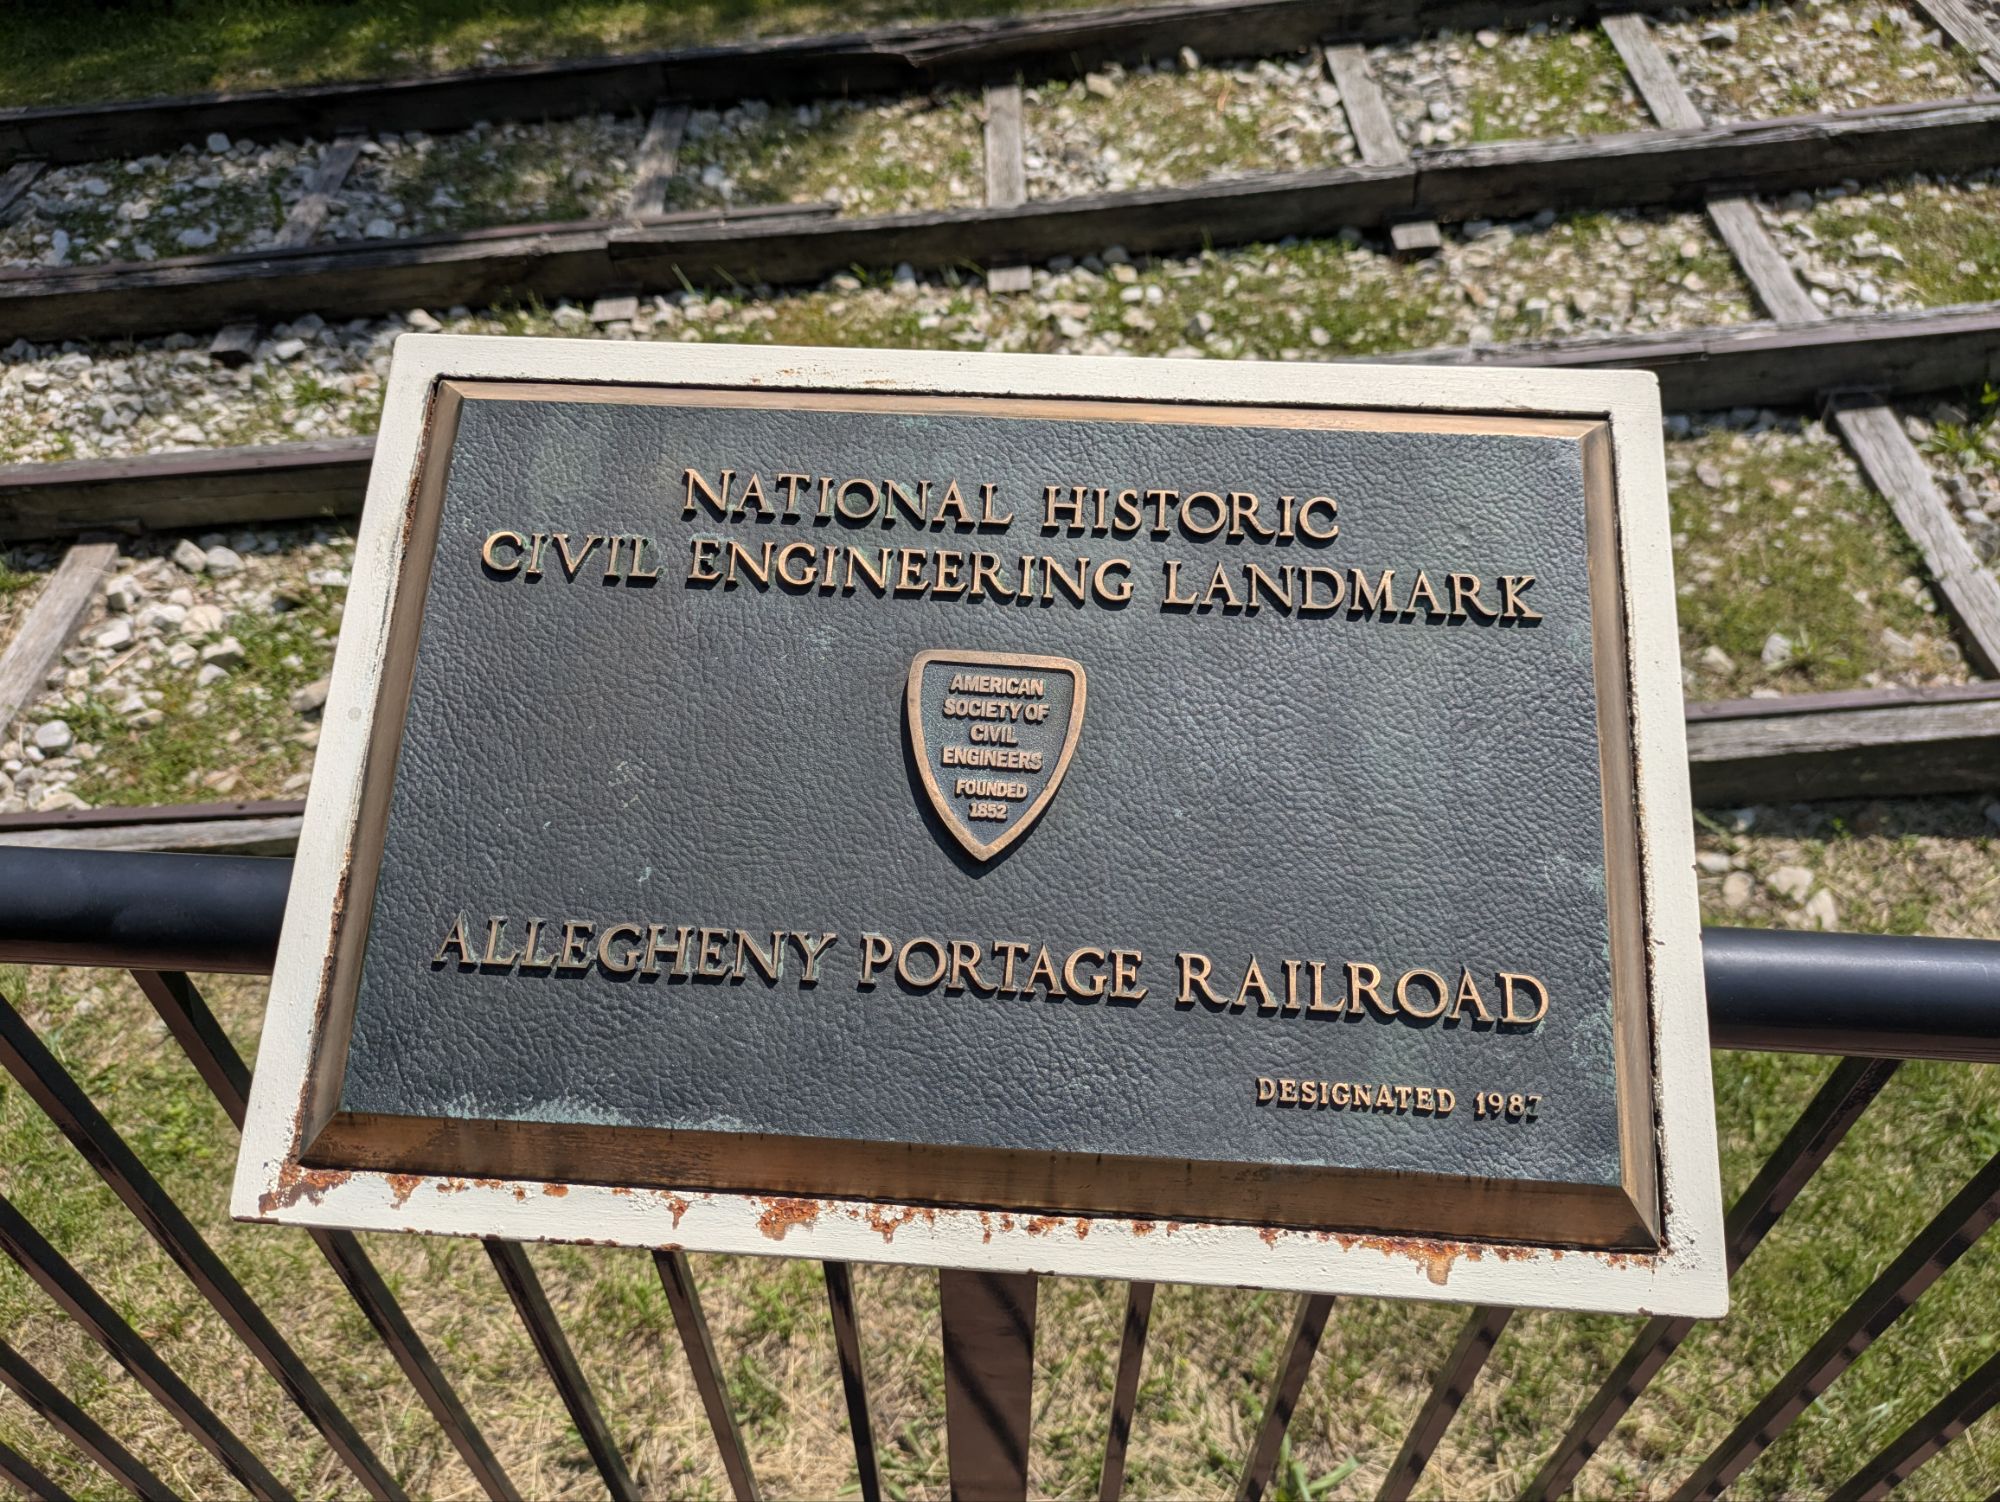 NATIONAL HISTORIC
CIVIL ENGINEERING LANDMARK
AMERICAN
SOCIETY OF
CIVIL
ENGINEERS
FOUNDED
1852
ALLEGHENY PORTAGE RAILROAD
DESIGNATED 1987